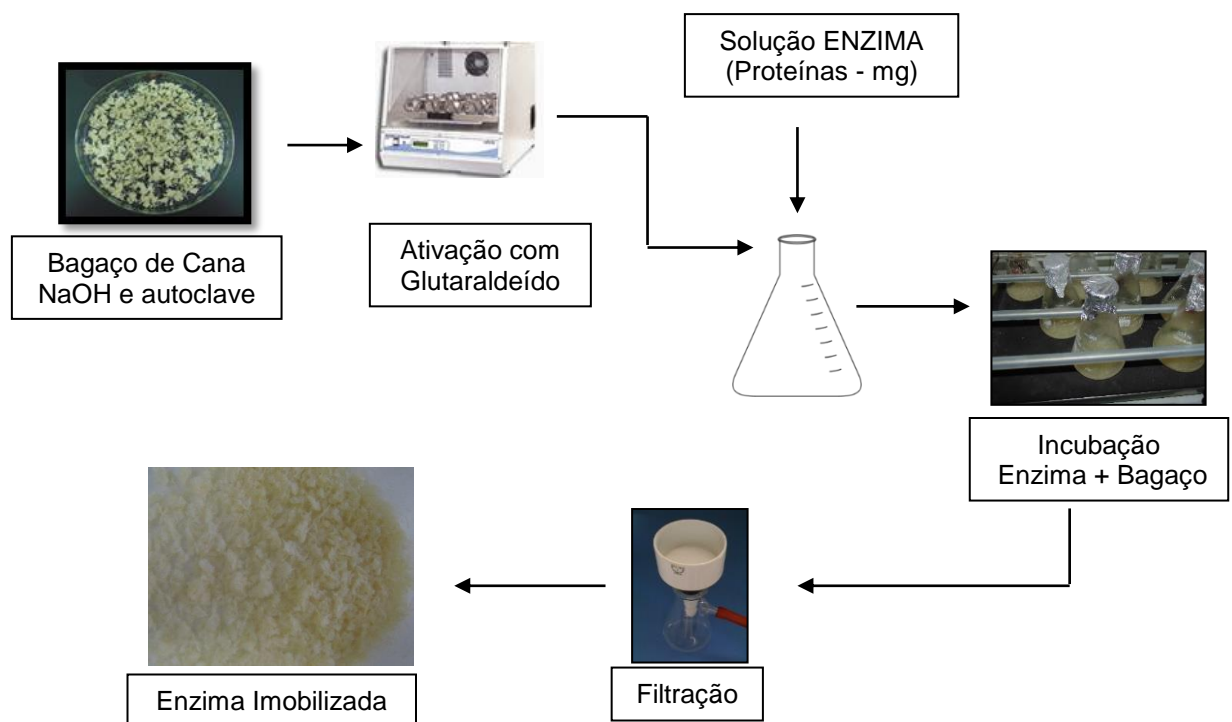 Solução ENZIMA
(Proteínas - mg)
Bagaço de Cana
NaOH e autoclave
Ativação com
Glutaraldeído
Incubação
Enzima + Bagaço
Enzima Imobilizada
Filtração